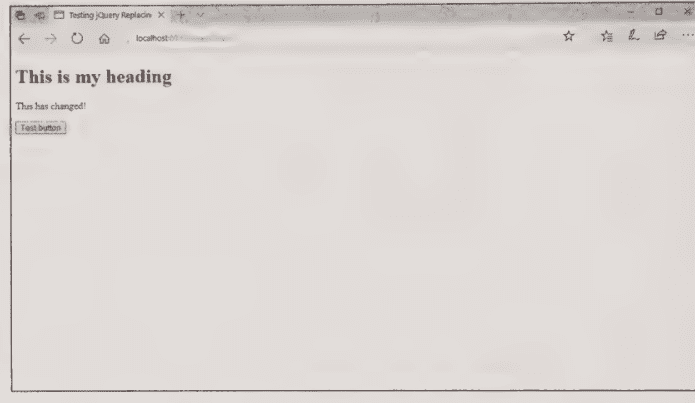 Testing jQuery Replacin
localhost:
This is my heading
This has changed!
Test button